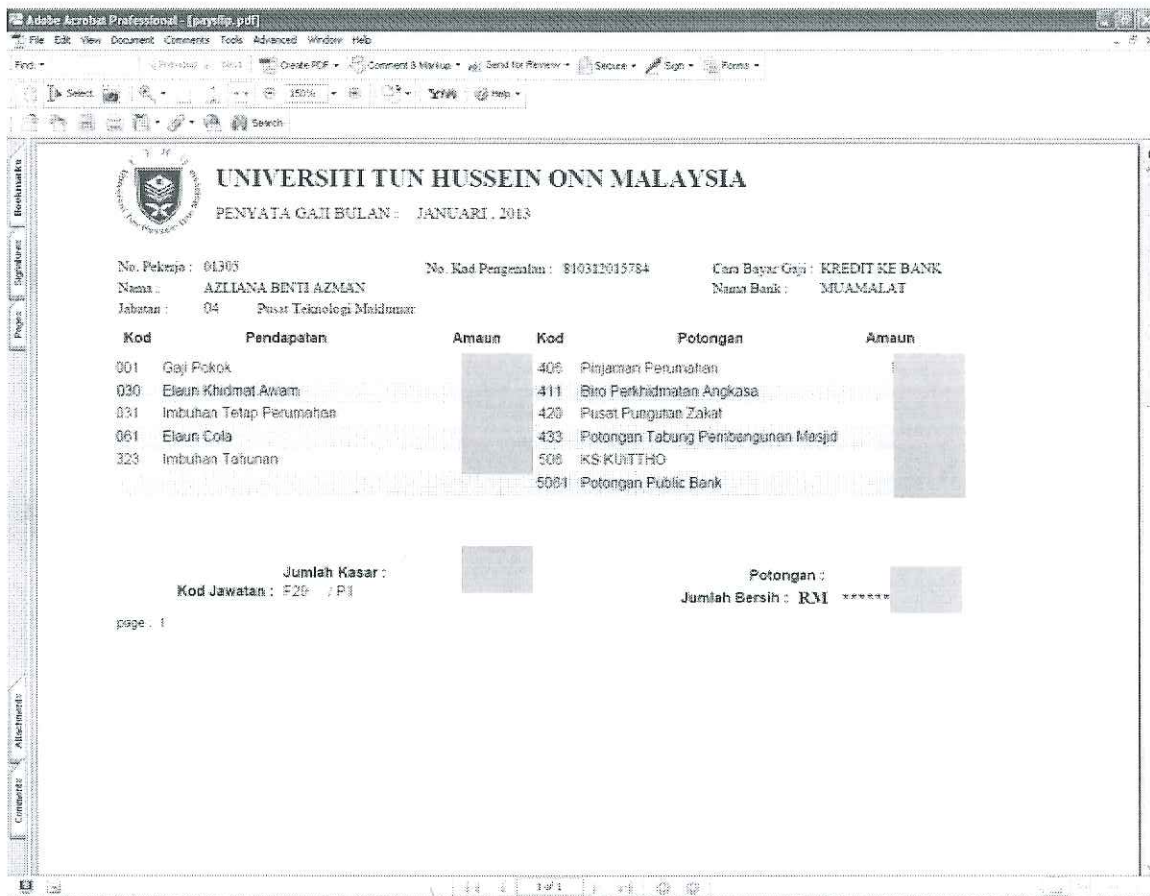 Adobe Acrobat Professional - [payslip.pdf]
File Edit View Document Comments Tools Advanced Window Help
Find: Create PDF Comment & Markup Send for Review Secure Sign Forms
Select 150% Help
Search
Bookmarks
Signatures
Pages
Attachments
Comments
UNIVERSITI TUN HUSSEIN ONN MALAYSIA
PENYATA GAJI BULAN : JANUARI , 2013
No. Pekerja : 01305 No. Kad Pengenalan : 810312015784 Cara Bayar Gaji : KREDIT KE BANK
Nama : AZLIANA BINTI AZMAN Nama Bank : MUAMALAT
Jabatan : 04 Pusat Teknologi Maklumat
Kod Pendapatan Amaun Kod Potongan Amaun
001 Gaji Pokok 406 Pinjaman Perumahan
030 Elaun Khidmat Awam 411 Biro Perkhidmatan Angkasa
031 Imbuhan Tetap Perumahan 420 Pusat Pungutan Zakat
061 Elaun Cola 433 Potongan Tabung Pembangunan Masjid
323 Imbuhan Tahunan 506 KS KUITTHO
5061 Potongan Public Bank
Jumlah Kasar : Potongan :
Kod Jawatan : F29 / P1 Jumlah Bersih : RM ******
page : 1
1 of 1